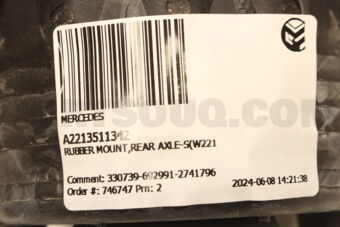 MERCEDES
A2213511342
RUBBER MOUNT,REAR AXLE-S(W221
Comment: 330739-692991-2741796
Order #: 746747 Prn: 2
2024-06-08 14:21:38